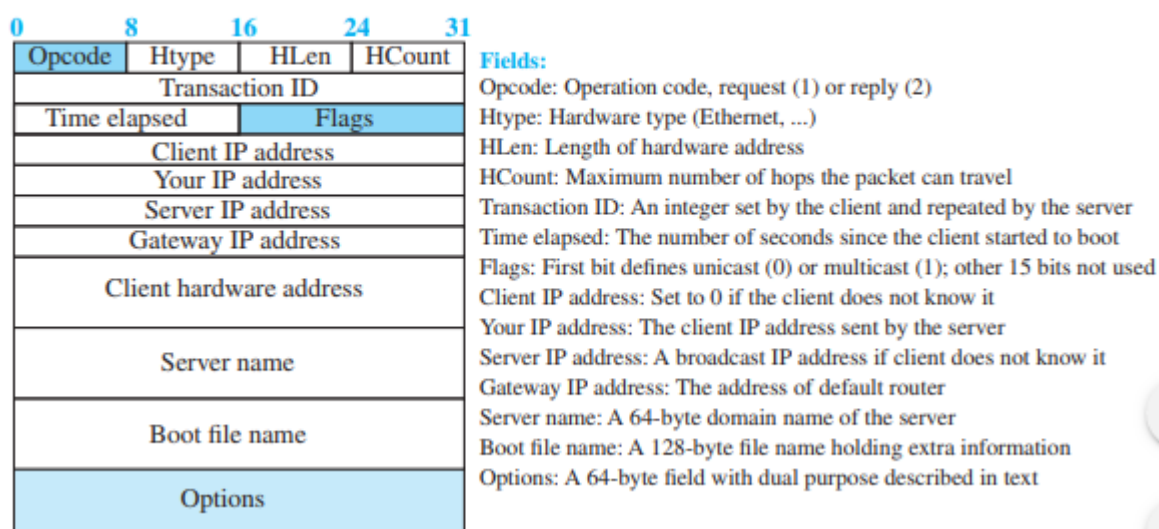 0 8 16 24 31
Opcode Htype HLen HCount
Transaction ID
Time elapsed Flags
Client IP address
Your IP address
Server IP address
Gateway IP address
Client hardware address
Server name
Boot file name
Options
Fields:
Opcode: Operation code, request (1) or reply (2)
Htype: Hardware type (Ethernet, ...)
HLen: Length of hardware address
HCount: Maximum number of hops the packet can travel
Transaction ID: An integer set by the client and repeated by the server
Time elapsed: The number of seconds since the client started to boot
Flags: First bit defines unicast (0) or multicast (1); other 15 bits not used
Client IP address: Set to 0 if the client does not know it
Your IP address: The client IP address sent by the server
Server IP address: A broadcast IP address if client does not know it
Gateway IP address: The address of default router
Server name: A 64-byte domain name of the server
Boot file name: A 128-byte file name holding extra information
Options: A 64-byte field with dual purpose described in text